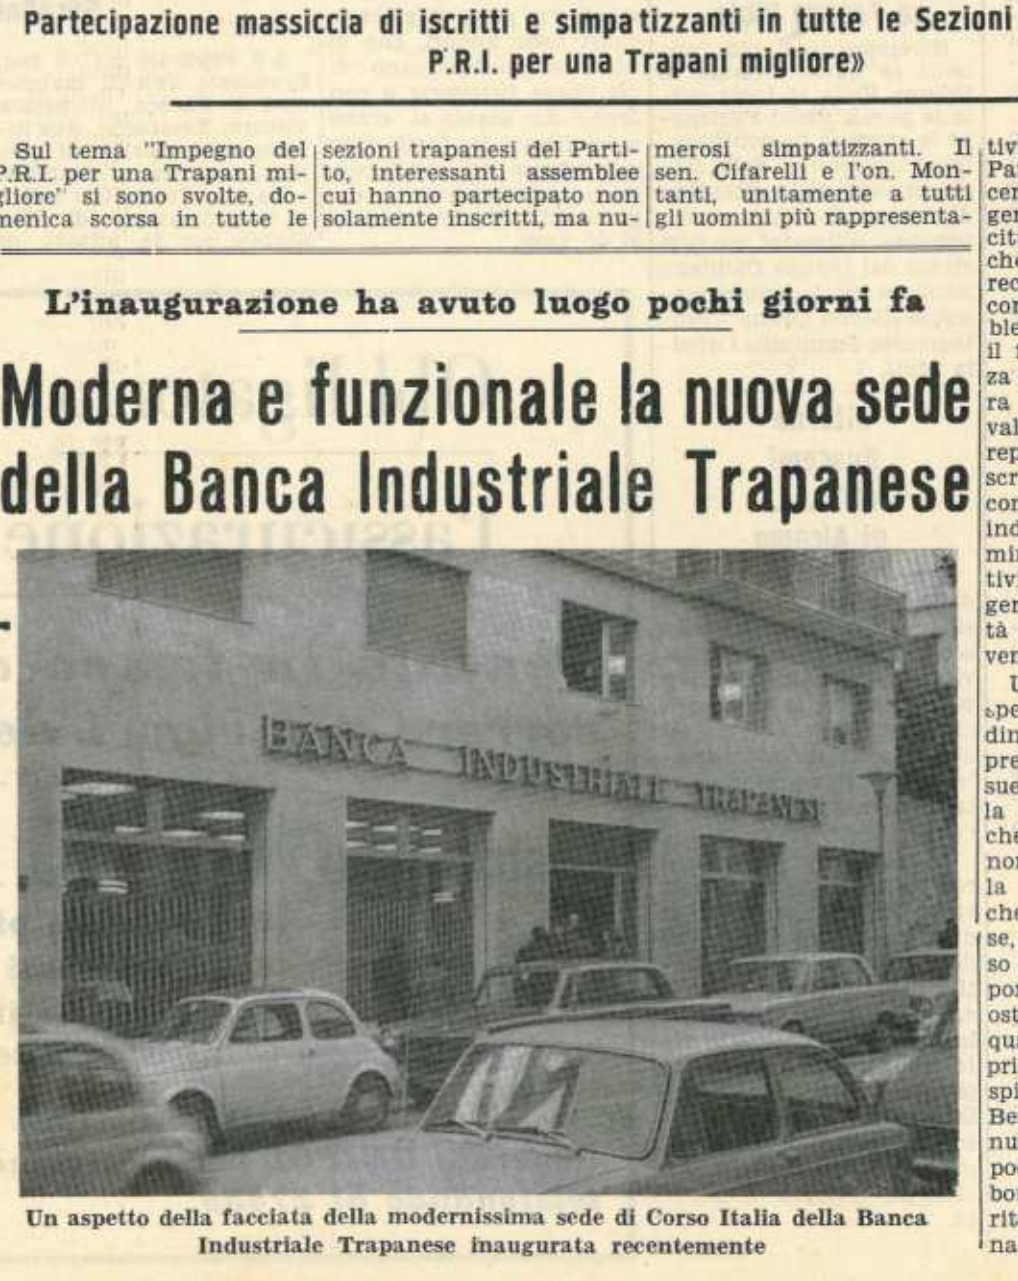 Partecipazione massiccia di iscritti e simpatizzanti in tutte le Sezioni
P.R.I. per una Trapani migliore»
Sul tema "Impegno del
P.R.I. per una Trapani mi-
gliore" si sono svolte, do-
menica scorsa in tutte le
sezioni trapanesi del Parti-
to, interessanti assemblee
cui hanno partecipato non
solamente inscritti, ma nu-
merosi simpatizzanti. Il
sen. Cifarelli e l'on. Mon-
tanti, unitamente a tutti
gli uomini più rappresenta-
L'inaugurazione ha avuto luogo pochi giorni fa
Moderna e funzionale la nuova sede
della Banca Industriale Trapanese
BANCA INDUSTRIALE TRAPANESE
Un aspetto della facciata della modernissima sede di Corso Italia della Banca
Industriale Trapanese inaugurata recentemente